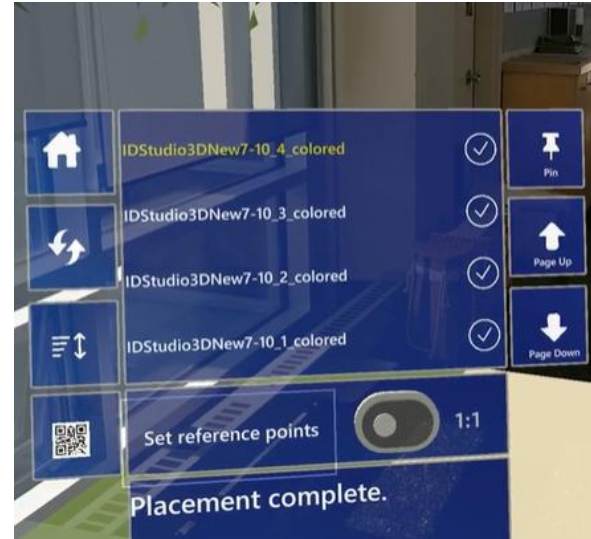 IDStudio3DNew7-10_4_colored
Pin
IDStudio3DNew7-10_3_colored
Page Up
IDStudio3DNew7-10_2_colored
IDStudio3DNew7-10_1_colored
Page Down
Set reference points
1:1
Placement complete.